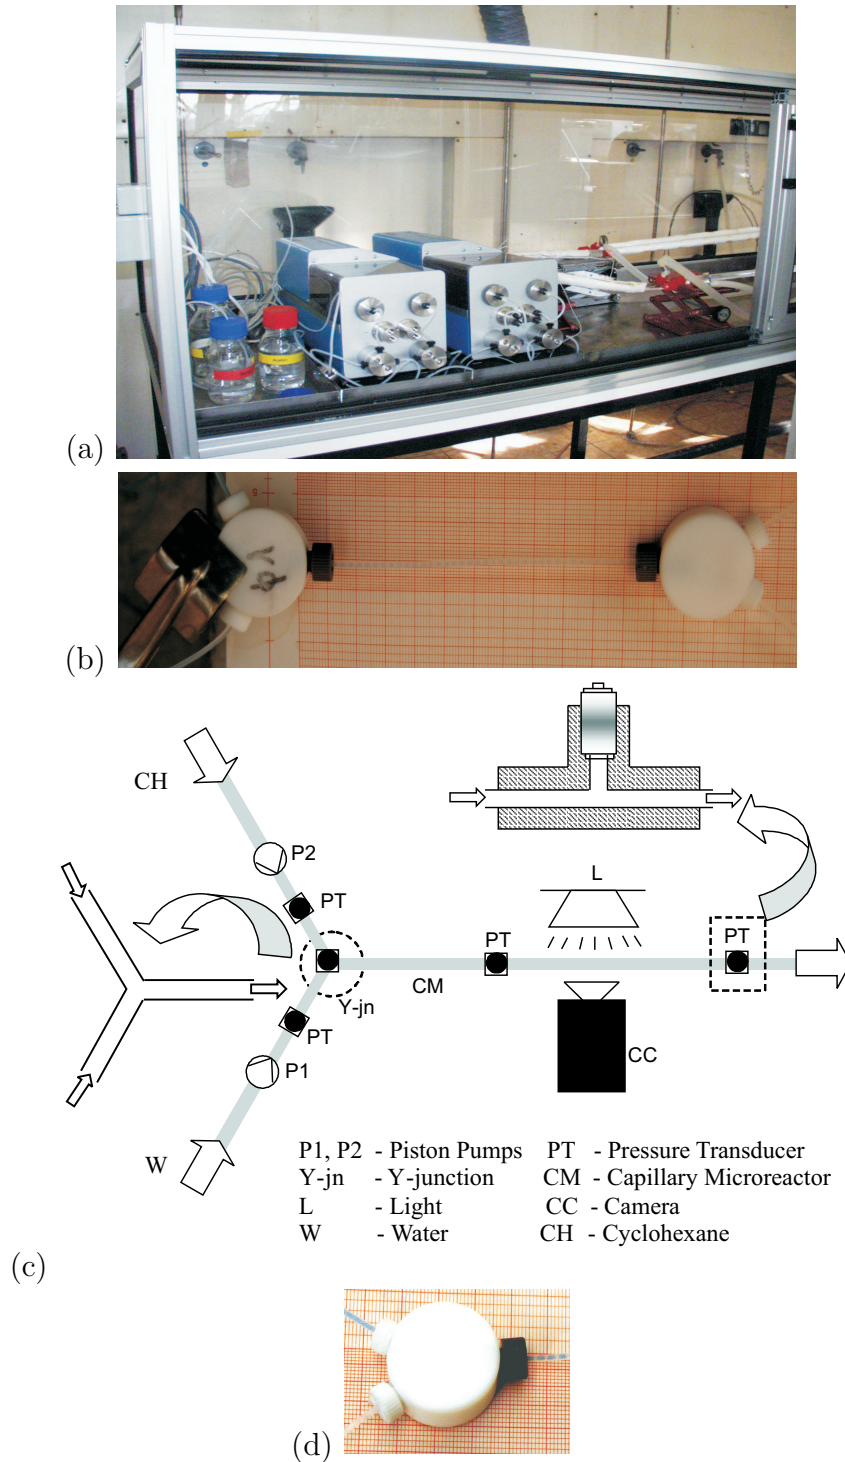 (a)
(b)
CH
P2
PT
L
PT
PT
CM
Y-jn
PT
P1
CC
W
P1, P2 - Piston Pumps PT - Pressure Transducer
Y-jn - Y-junction CM - Capillary Microreactor
L - Light CC - Camera
W - Water CH - Cyclohexane
(c)
(d)